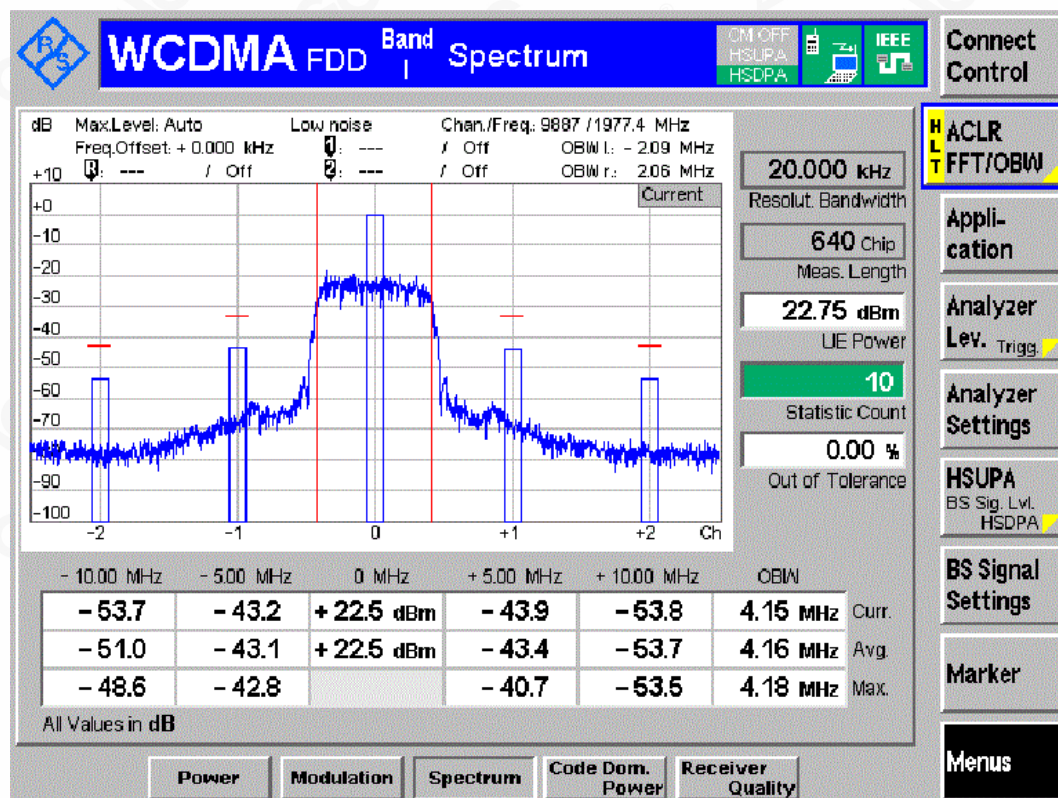 R S
WCDMA FDD Band I Spectrum
CM OFF
HSUPA
HSDPA
IEEE
Connect Control
dB Max.Level: Auto Low noise Chan./Freq.: 9887 / 1977.4 MHz
Freq.Offset: + 0.000 kHz 1: --- / Off OBW l.: - 2.09 MHz
R: --- / Off 2: --- / Off OBW r.: 2.06 MHz
Current
+10
+0
-10
-20
-30
-40
-50
-60
-70
-80
-90
-100
-2 -1 0 +1 +2 Ch
20.000 kHz
Resolut. Bandwidth
640 Chip
Meas. Length
22.75 dBm
UE Power
10
Statistic Count
0.00 %
Out of Tolerance
- 10.00 MHz - 5.00 MHz 0 MHz + 5.00 MHz + 10.00 MHz OBW
- 53.7 - 43.2 + 22.5 dBm - 43.9 - 53.8 4.15 MHz Curr.
- 51.0 - 43.1 + 22.5 dBm - 43.4 - 53.7 4.16 MHz Avg.
- 48.6 - 42.8 - 40.7 - 53.5 4.18 MHz Max.
All Values in dB
HLT
ACLR
FFT/OBW
Appli-
cation
Analyzer
Lev. Trigg.
Analyzer
Settings
HSUPA
BS Sig. Lvl.
HSDPA
BS Signal
Settings
Marker
Menus
Power Modulation Spectrum Code Dom. Power Receiver Quality